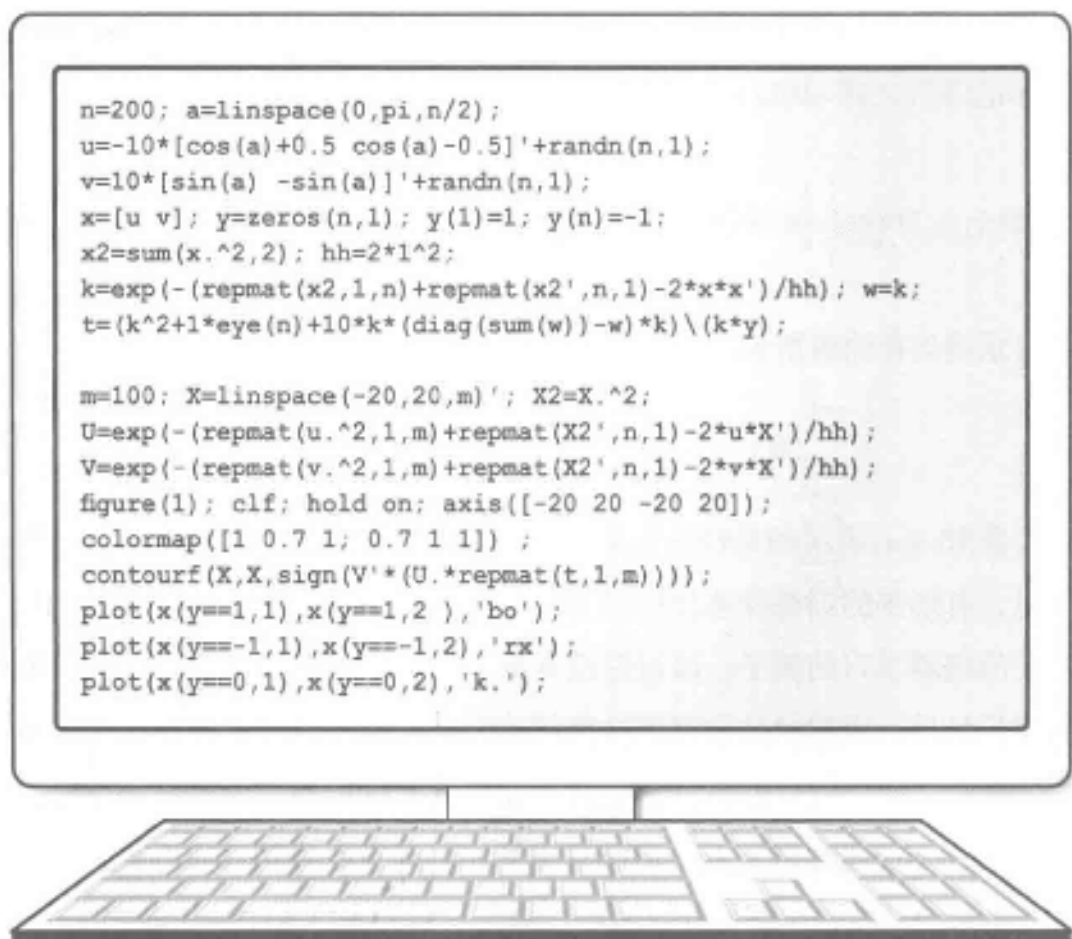 n=200; a=linspace(0,pi,n/2);
u=-10*[cos(a)+0.5 cos(a)-0.5]'+randn(n,1);
v=10*[sin(a) -sin(a)]'+randn(n,1);
x=[u v]; y=zeros(n,1); y(1)=1; y(n)=-1;
x2=sum(x.^2,2); hh=2*1^2;
k=exp(-(repmat(x2,1,n)+repmat(x2',n,1)-2*x*x')/hh); w=k;
t=(k^2+1*eye(n)+10*k*(diag(sum(w))-w)*k)\(k*y);
m=100; X=linspace(-20,20,m)'; X2=X.^2;
U=exp(-(repmat(u.^2,1,m)+repmat(X2',n,1)-2*u*X')/hh);
V=exp(-(repmat(v.^2,1,m)+repmat(X2',n,1)-2*v*X')/hh);
figure(1); clf; hold on; axis([-20 20 -20 20]);
colormap([1 0.7 1; 0.7 1 1]) ;
contourf(X,X,sign(V'*(U.*repmat(t,1,m))));
plot(x(y==1,1),x(y==1,2 ),'bo');
plot(x(y==-1,1),x(y==-1,2),'rx');
plot(x(y==0,1),x(y==0,2),'k.');